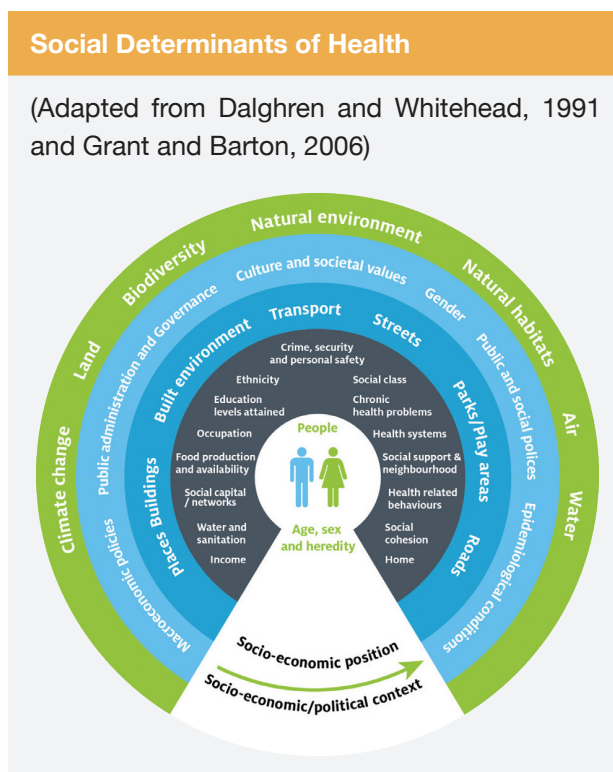 Social Determinants of Health
(Adapted from Dalghren and Whitehead, 1991
and Grant and Barton, 2006)
Climate change
Land
Biodiversity
Natural environment
Natural habitats
Air
Water
Macroeconomic policies
Public administration and Governance
Culture and societal values
Gender
Public and social polices
Epidemiological conditions
Places
Buildings
Built environment
Transport
Streets
Parks/Play areas
Roads
Crime, security
and personal safety
Ethnicity
Education
levels attained
Occupation
Food production
and availability
Social capital
/ networks
Water and
sanitation
Income
Social class
Chronic
health problems
Health systems
Social support &
neighbourhood
Health related
behaviours
Social
cohesion
Home
People
Age, sex
and heredity
Socio-economic position
Socio-economic/political context